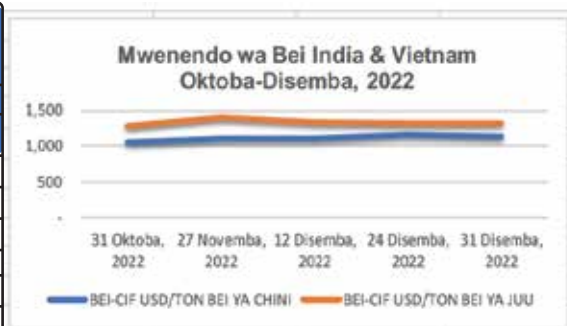 Mwenendo wa Bei India & Vietnam
Oktoba-Disemba, 2022
1,500
1,000
500
-
31 Oktoba, 27 Novemba, 12 Disemba, 24 Disemba, 31 Disemba,
2022 2022 2022 2022 2022
BEI-CIF USD/TON BEI YA CHINI BEI-CIF USD/TON BEI YA JUU